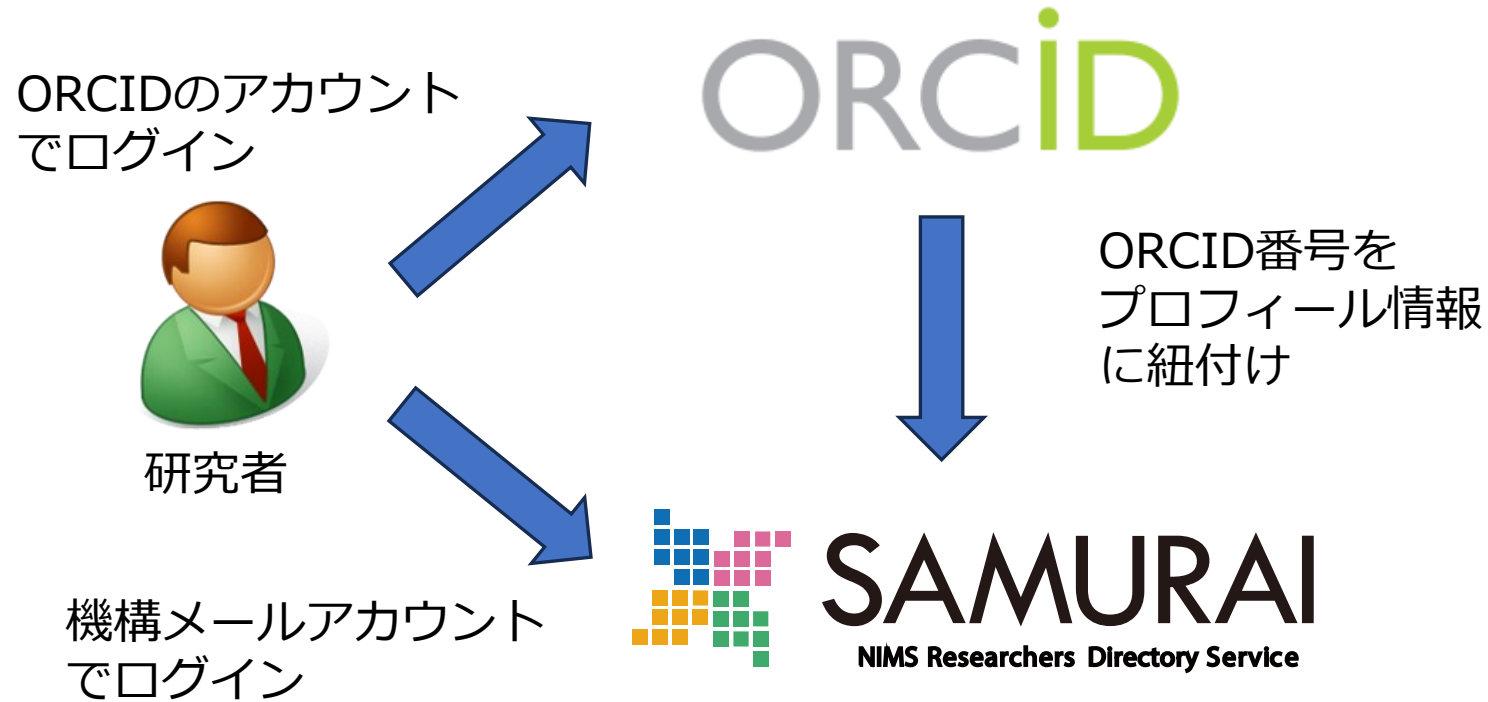 ORCIDのアカウント
でログイン
ORCiD
ORCID番号を
プロフィール情報
に紐付け
研究者
機構メールアカウント
でログイン
SAMURAI
NIMS Researchers Directory Service